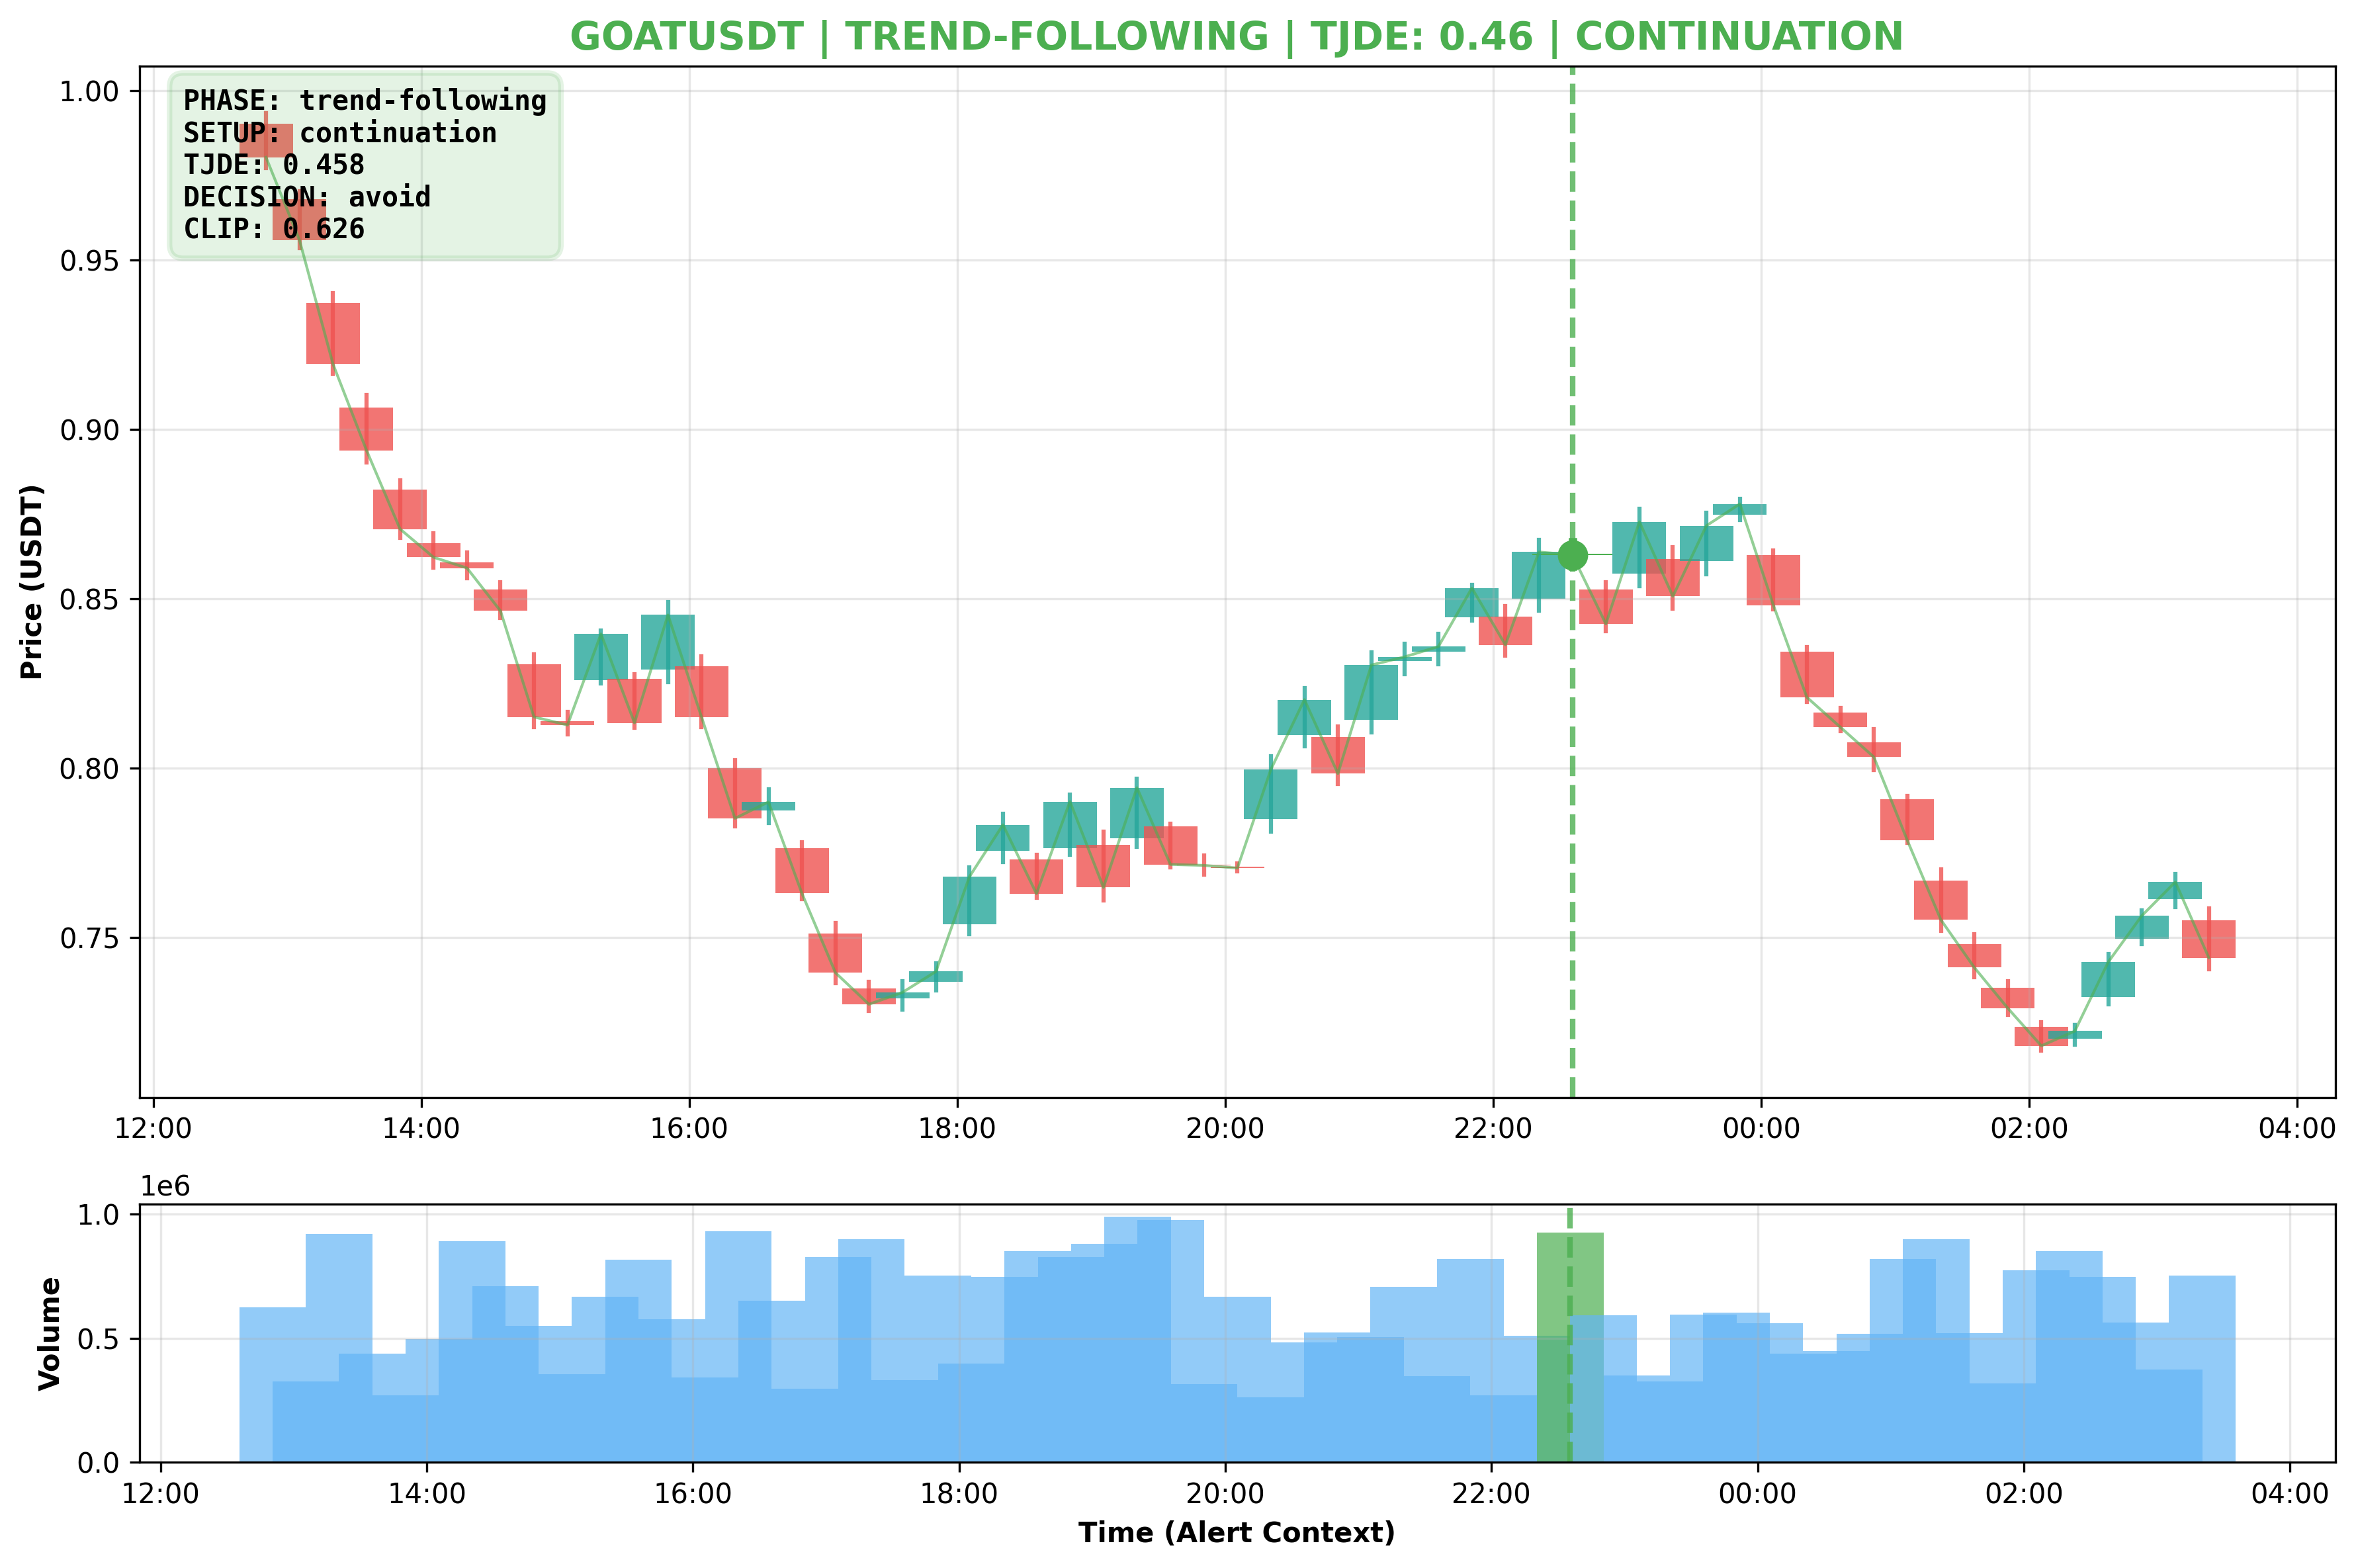 GOATUSDT | TREND-FOLLOWING | TJDE: 0.46 | CONTINUATION
PHASE: trend-following
SETUP: continuation
TJDE: 0.458
DECISION: avoid
CLIP: 0.626
Price (USDT)
1.00
0.95
0.90
0.85
0.80
0.75
12:00 14:00 16:00 18:00 20:00 22:00 00:00 02:00 04:00
1e6
Volume
1.0
0.5
0.0
12:00 14:00 16:00 18:00 20:00 22:00 00:00 02:00 04:00
Time (Alert Context)